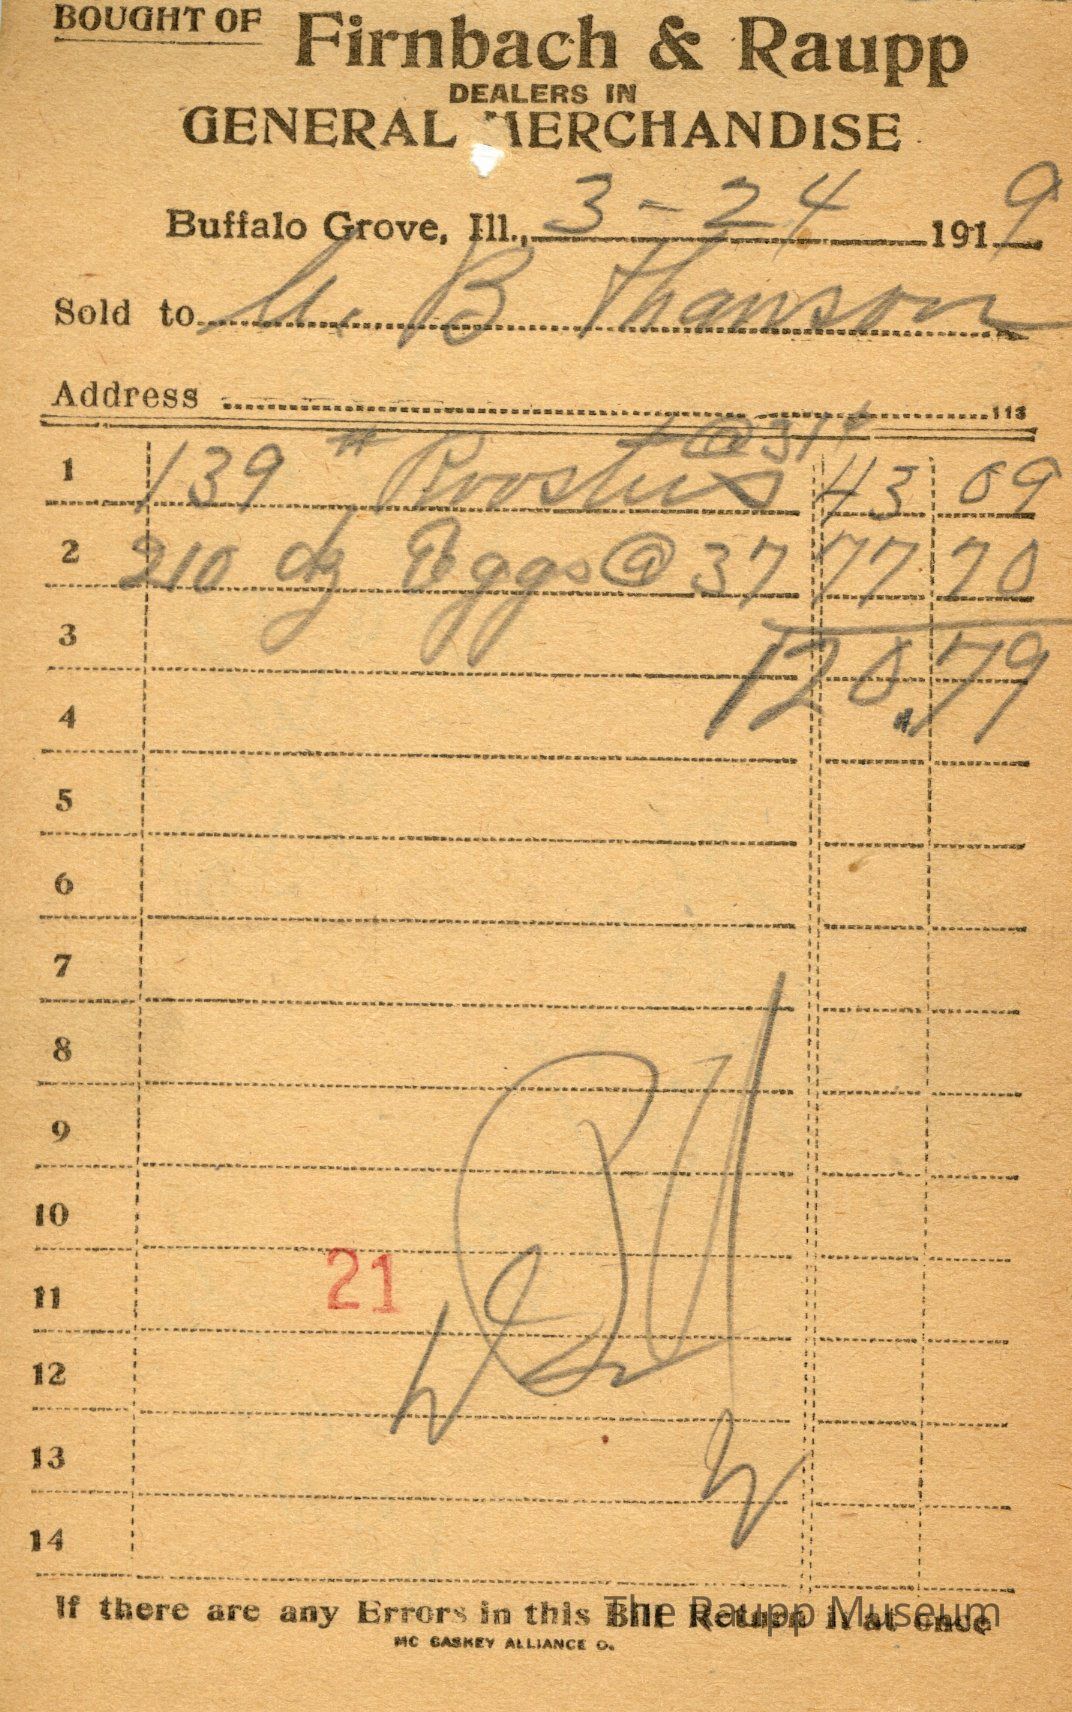 BOUGHT OF Firnbach & Raupp
DEALERS IN
GENERAL MERCHANDISE
Buffalo Grove, Ill., 3-24 1919
Sold to B Thanson
Address
113
@ 31¢
1 139 # Roosters 43 09
2 210 dz Eggs @ 37 77 70
3 120.79
4
5
6
7
8
9
10
21
11
12
13
14
If there are any Errors in this Bill Return it at once
The Raupp Museum
MC CASKEY ALLIANCE O.